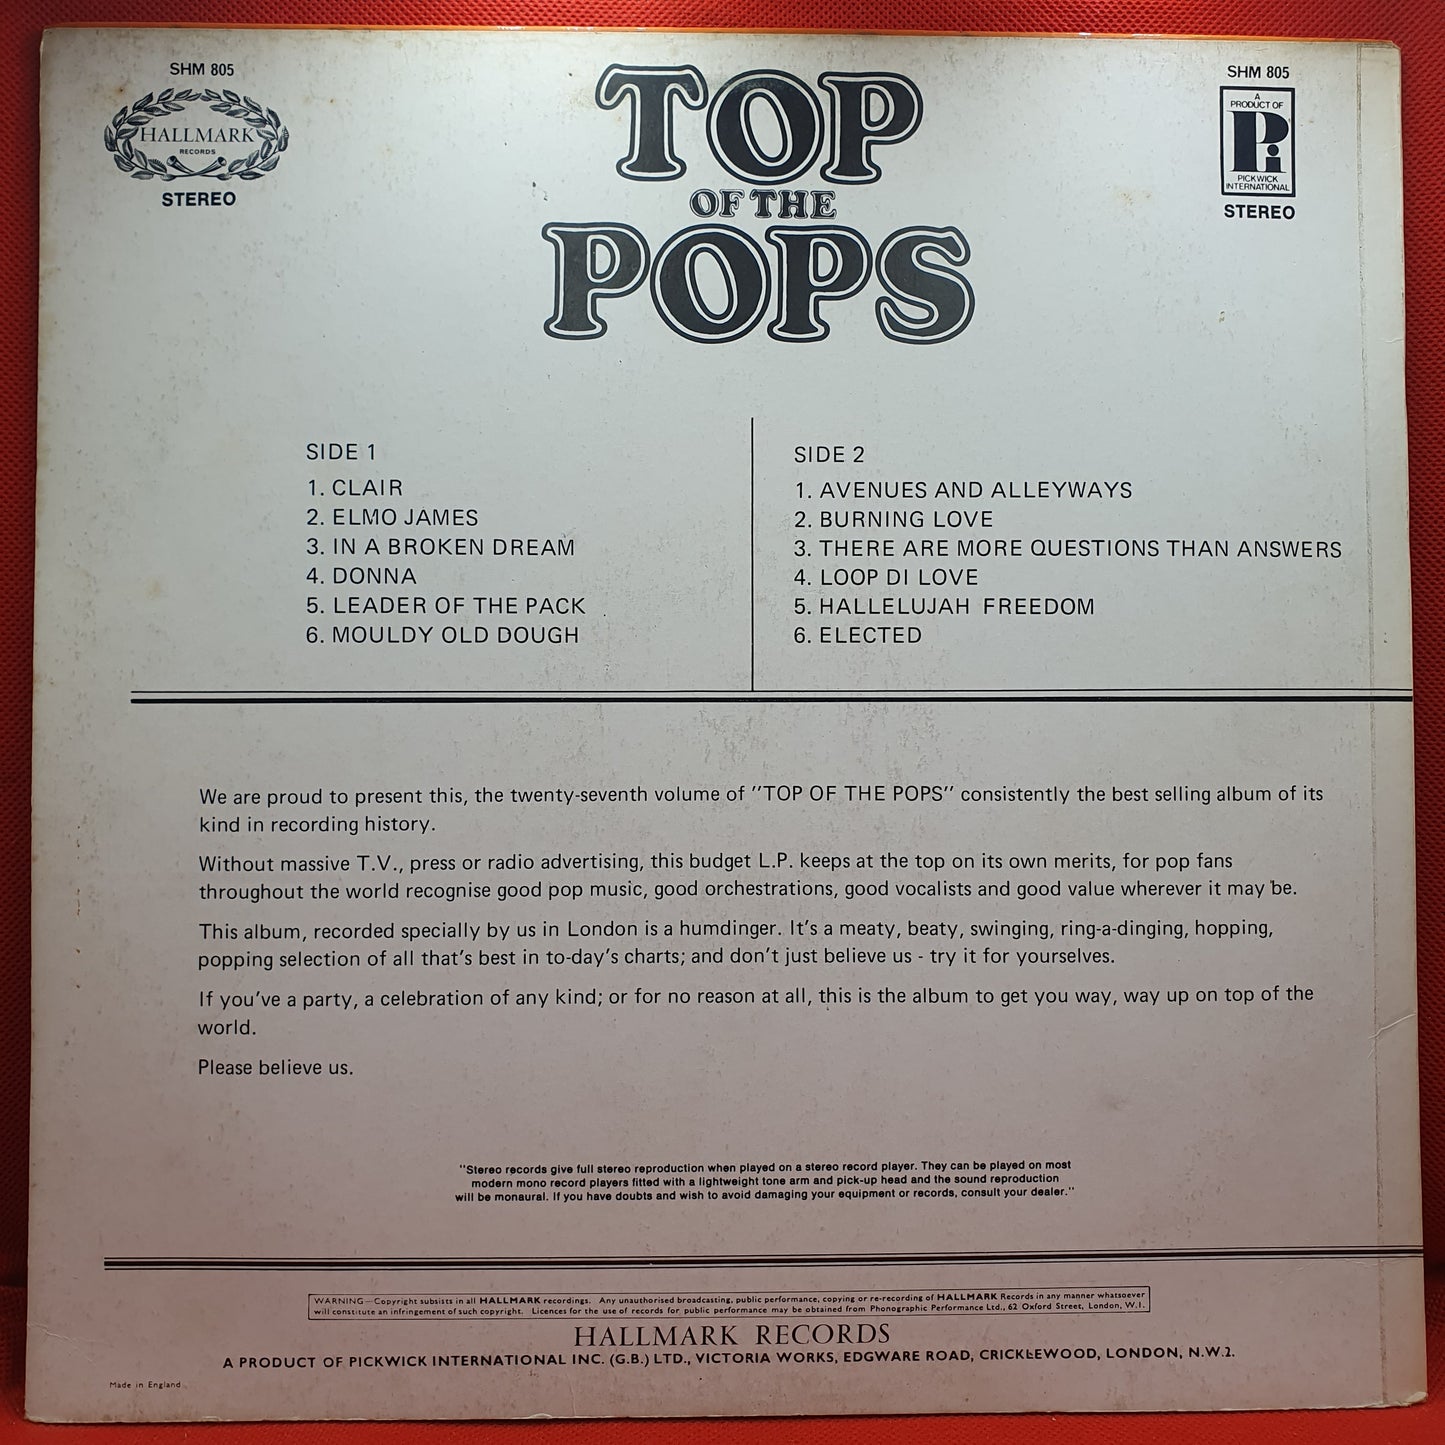 SHM 805
HALLMARK
RECORDS
STEREO
TOP
OF THE
POPS
SHM 805
A
PRODUCT OF
Pi
PICKWICK
INTERNATIONAL
STEREO
SIDE 1
1. CLAIR
2. ELMO JAMES
3. IN A BROKEN DREAM
4. DONNA
5. LEADER OF THE PACK
6. MOULDY OLD DOUGH
SIDE 2
1. AVENUES AND ALLEYWAYS
2. BURNING LOVE
3. THERE ARE MORE QUESTIONS THAN ANSWERS
4. LOOP DI LOVE
5. HALLELUJAH FREEDOM
6. ELECTED
We are proud to present this, the twenty-seventh volume of "TOP OF THE POPS" consistently the best selling album of its
kind in recording history.
Without massive T.V., press or radio advertising, this budget L.P. keeps at the top on its own merits, for pop fans
throughout the world recognise good pop music, good orchestrations, good vocalists and good value wherever it may be.
This album, recorded specially by us in London is a humdinger. It's a meaty, beaty, swinging, ring-a-dinging, hopping,
popping selection of all that's best in to-day's charts; and don't just believe us - try it for yourselves.
If you've a party, a celebration of any kind; or for no reason at all, this is the album to get you way, way up on top of the
world.
Please believe us.
"Stereo records give full stereo reproduction when played on a stereo record player. They can be played on most
modern mono record players fitted with a lightweight tone arm and pick-up head and the sound reproduction
will be monaural. If you have doubts and wish to avoid damaging your equipment or records, consult your dealer."
WARNING—Copyright subsists in all HALLMARK recordings. Any unauthorised broadcasting, public performance, copying or re-recording of HALLMARK Records in any manner whatsoever
will constitute an infringement of such copyright. Licences for the use of records for public performance may be obtained from Phonographic Performance Ltd., 62 Oxford Street, London, W.1.
HALLMARK RECORDS
A PRODUCT OF PICKWICK INTERNATIONAL INC. (G.B.) LTD., VICTORIA WORKS, EDGWARE ROAD, CRICKLEWOOD, LONDON, N.W.2.
Made in England